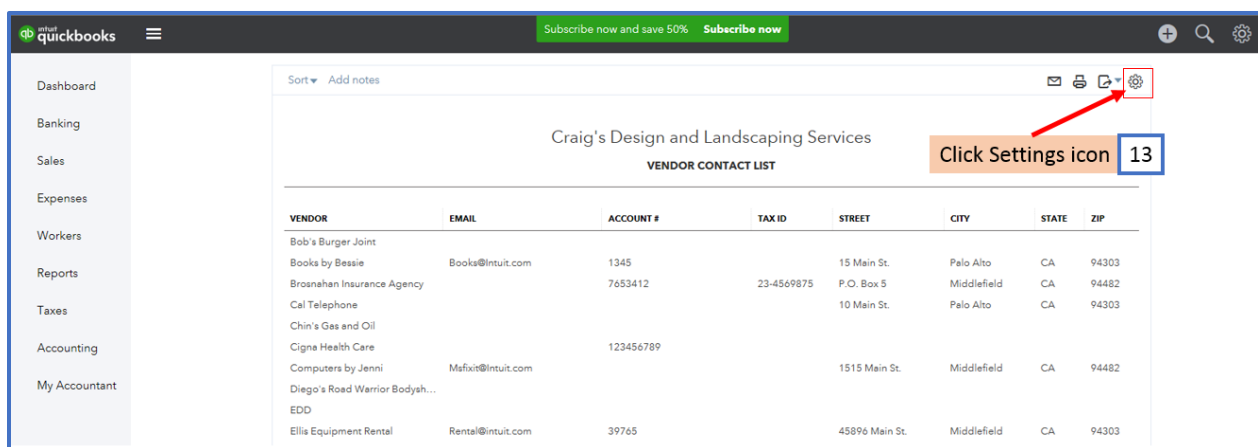 intuit
qb quickbooks Subscribe now and save 50% Subscribe now
Dashboard
Banking
Sales
Expenses
Workers
Reports
Taxes
Accounting
My Accountant
Sort Add notes
Craig's Design and Landscaping Services
VENDOR CONTACT LIST
Click Settings icon 13
VENDOR EMAIL ACCOUNT # TAX ID STREET CITY STATE ZIP
Bob's Burger Joint
Books by Bessie Books@Intuit.com 1345 15 Main St. Palo Alto CA 94303
Brosnahan Insurance Agency 7653412 23-4569875 P.O. Box 5 Middlefield CA 94482
Cal Telephone 10 Main St. Palo Alto CA 94303
Chin's Gas and Oil
Cigna Health Care 123456789
Computers by Jenni Msfixit@Intuit.com 1515 Main St. Middlefield CA 94482
Diego's Road Warrior Bodysh...
EDD
Ellis Equipment Rental Rental@intuit.com 39765 45896 Main St. Middlefield CA 94303